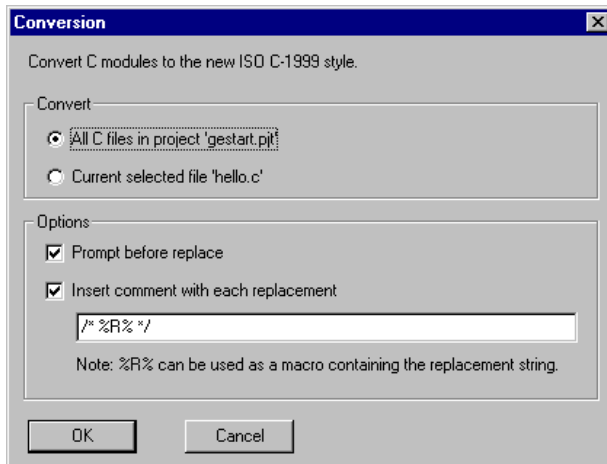 Conversion
Convert C modules to the new ISO C-1999 style.
Convert
All C files in project 'gestart.pjt'
Current selected file 'hello.c'
Options
Prompt before replace
Insert comment with each replacement
/* %R% */
Note: %R% can be used as a macro containing the replacement string.
OK Cancel